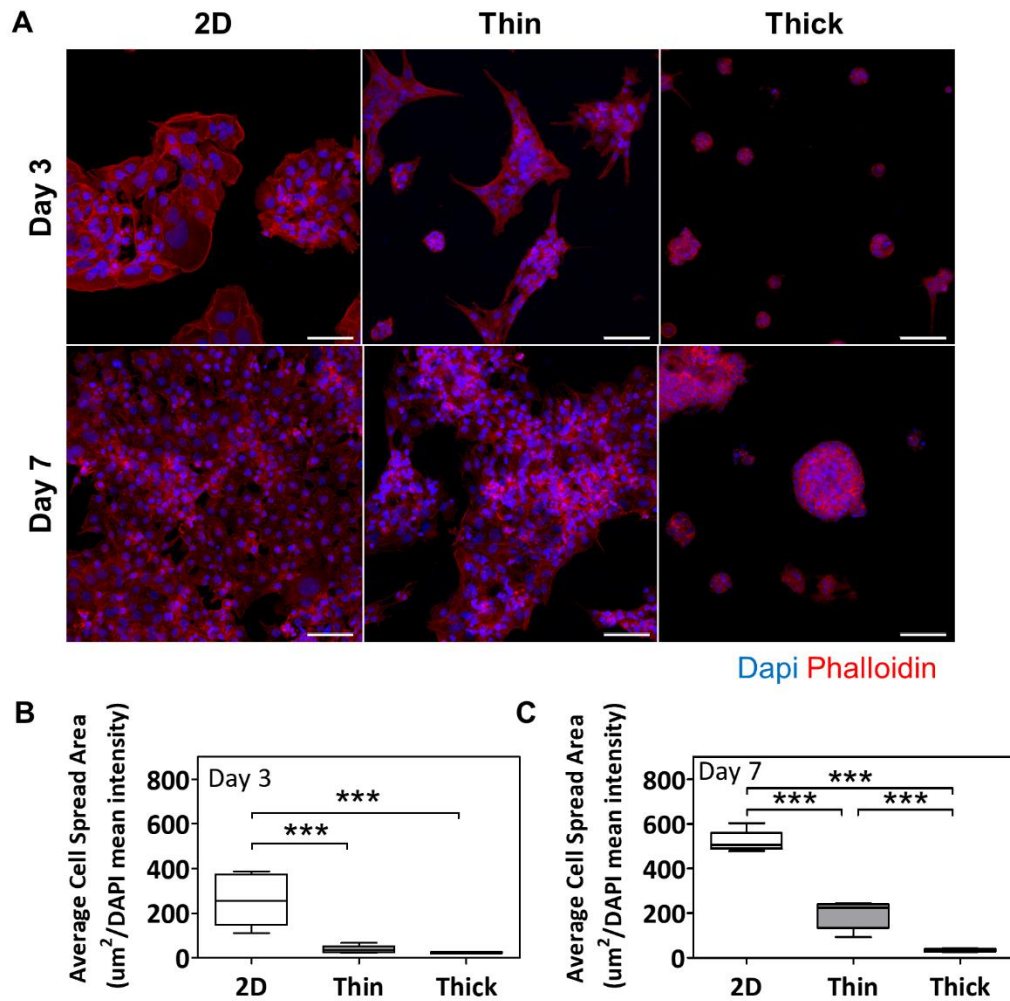 A
2D
Thin
Thick
Day 3
Day 7
Dapi Phalloidin
B
Average Cell Spread Area
(um²/DAPI mean intensity)
800
600
400
200
0
Day 3
***
***
2D
Thin
Thick
C
Average Cell Spread Area
(um²/DAPI mean intensity)
800
600
400
200
0
Day 7
***
***
***
2D
Thin
Thick